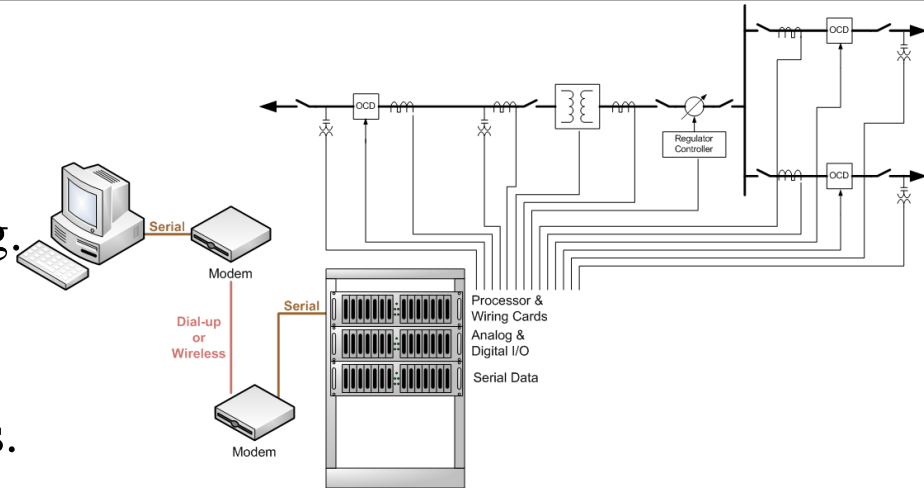 OCD
OCD
Regulator
Controller
OCD
g.
Serial
Modem
Serial
Dial-up
or
Wireless
Processor &
Wiring Cards
Analog &
Digital I/O
Serial Data
s.
Modem